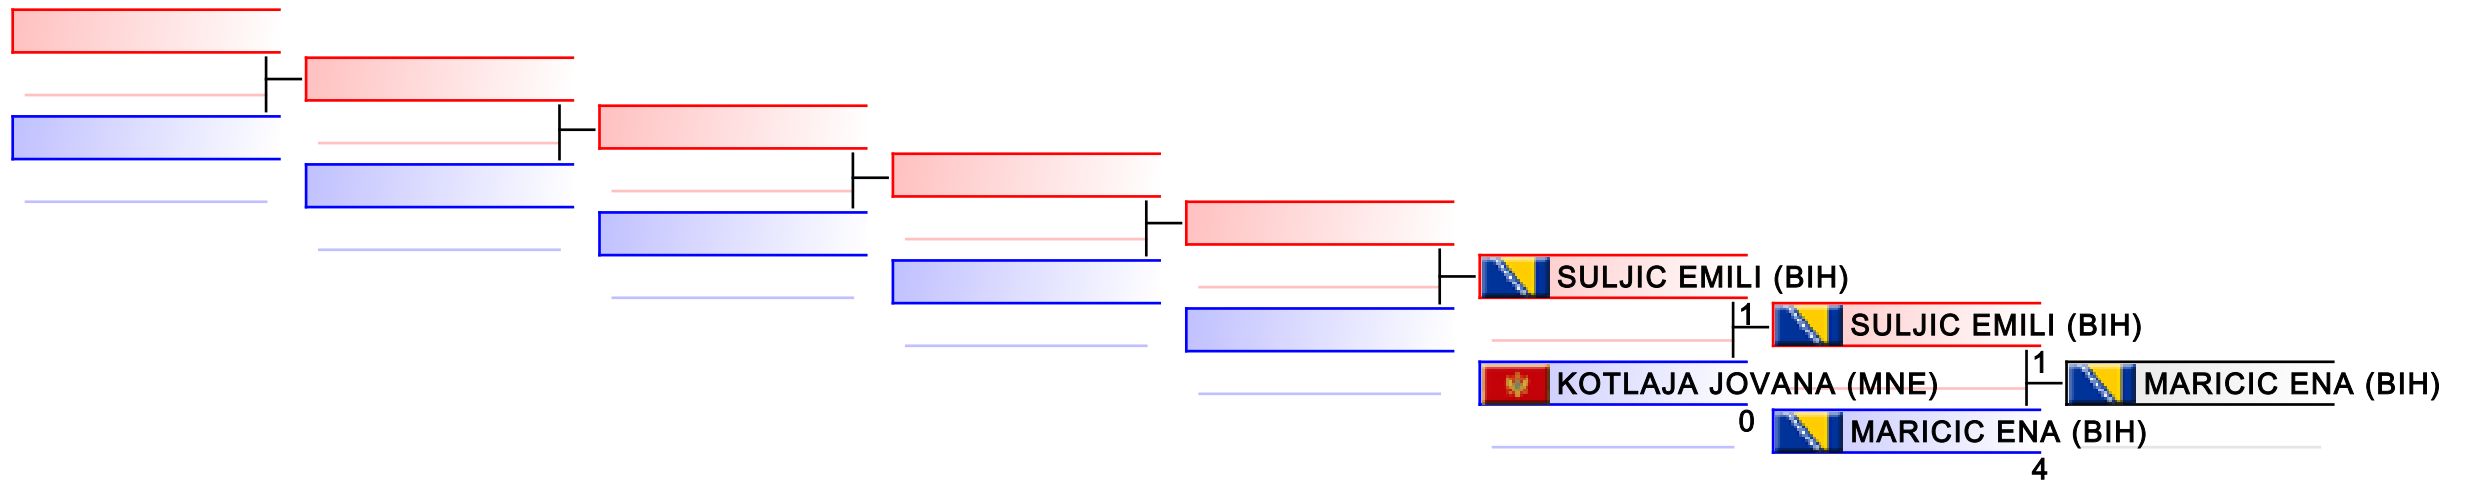 SULJIC EMILI (BIH)
1
KOTLAJA JOVANA (MNE)
0
SULJIC EMILI (BIH)
1
MARICIC ENA (BIH)
4
MARICIC ENA (BIH)